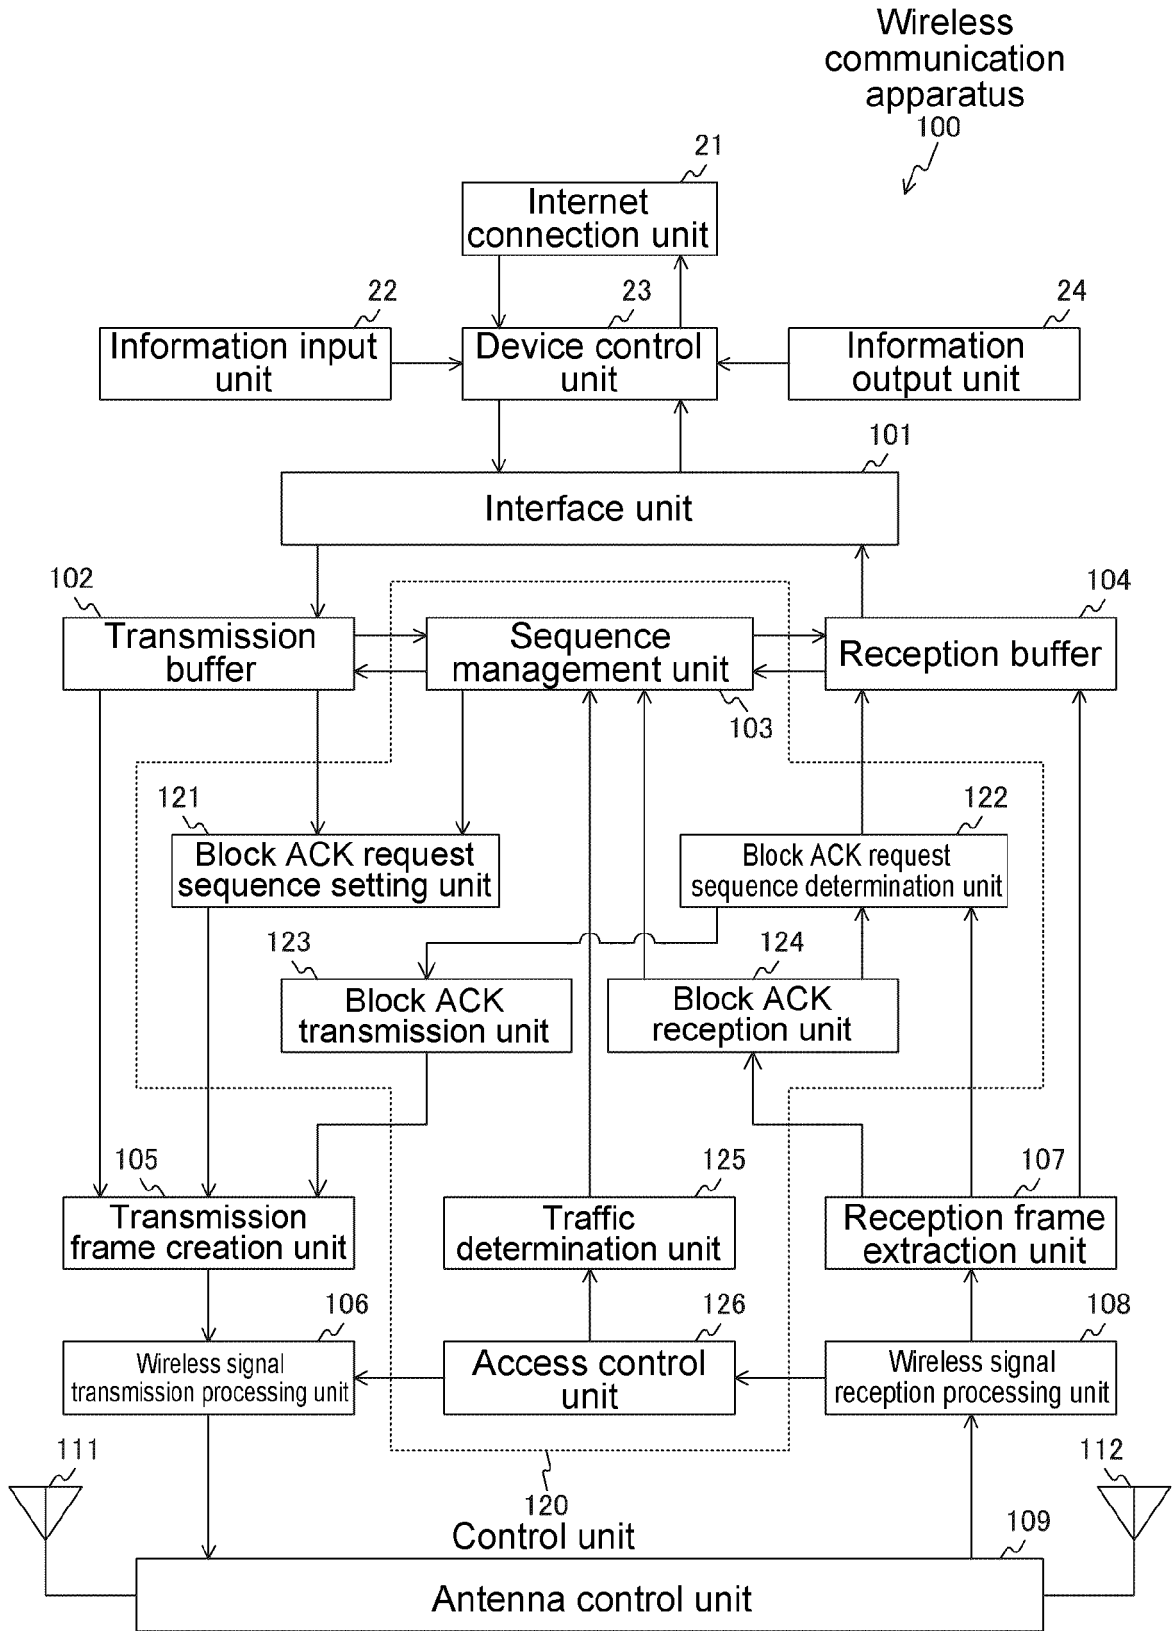 Wireless
communication
apparatus
100
21
Internet
connection unit
22
23
24
Information input
unit
Device control
unit
Information
output unit
101
Interface unit
102
104
Transmission
buffer
Sequence
management unit
Reception buffer
103
121
122
Block ACK request
sequence setting unit
Block ACK request
sequence determination unit
123
124
Block ACK
transmission unit
Block ACK
reception unit
105
125
107
Transmission
frame creation unit
Traffic
determination unit
Reception frame
extraction unit
106
126
108
Wireless signal
transmission processing unit
Access control
unit
Wireless signal
reception processing unit
111
112
120
Control unit
109
Antenna control unit